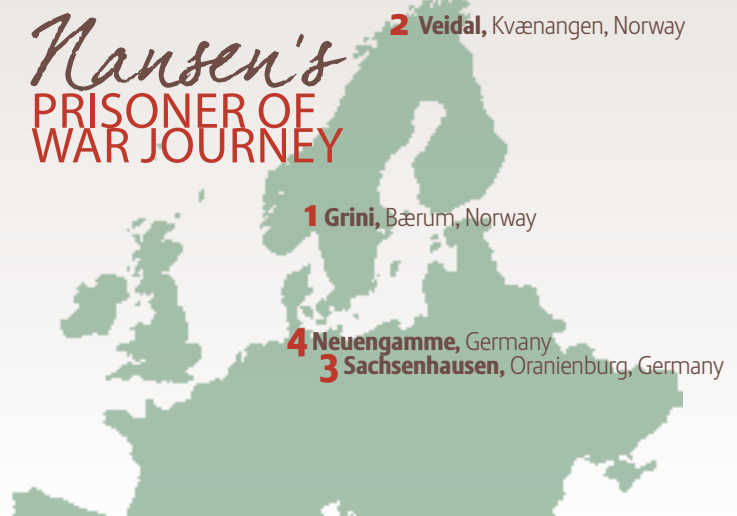 Nansen's
PRISONER OF
WAR JOURNEY
2 Veidal, Kvænangen, Norway
1 Grini, Bærum, Norway
4 Neuengamme, Germany
3 Sachsenhausen, Oranienburg, Germany